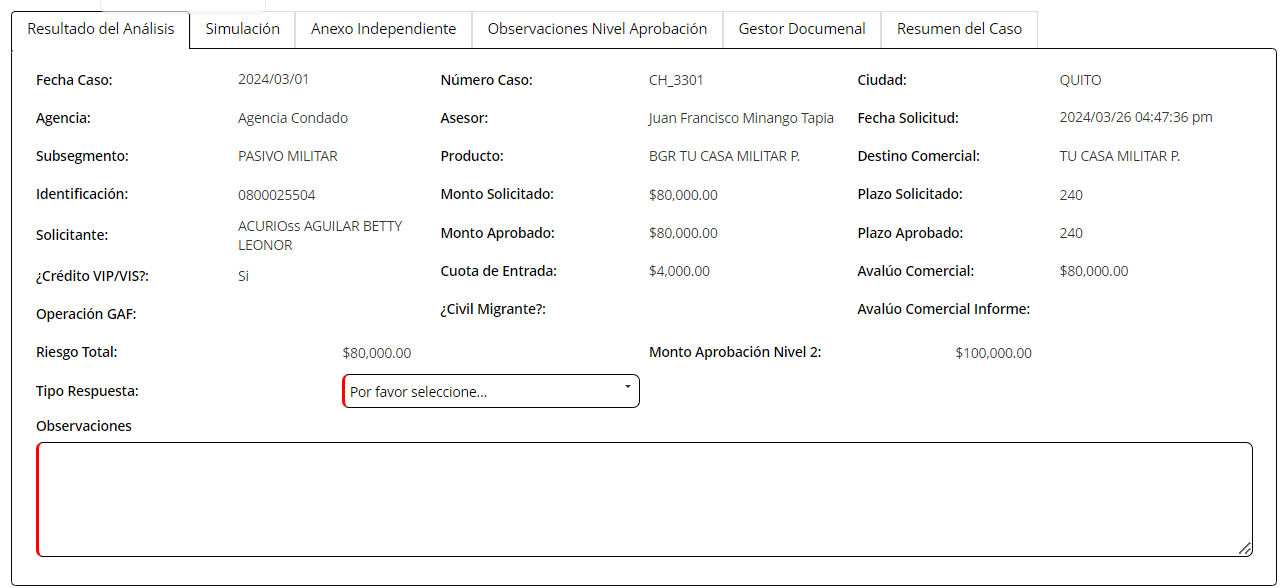 Resultado del Análisis Simulación Anexo Independiente Observaciones Nivel Aprobación Gestor Documenal Resumen del Caso
Fecha Caso: 2024/03/01 Número Caso: CH_3301 Ciudad: QUITO
Agencia: Agencia Condado Asesor: Juan Francisco Minango Tapia Fecha Solicitud: 2024/03/26 04:47:36 pm
Subsegmento: PASIVO MILITAR Producto: BGR TU CASA MILITAR P. Destino Comercial: TU CASA MILITAR P.
Identificación: 0800025504 Monto Solicitado: $80,000.00 Plazo Solicitado: 240
Solicitante: ACURIOss AGUILAR BETTY
LEONOR Monto Aprobado: $80,000.00 Plazo Aprobado: 240
¿Crédito VIP/VIS?: Si Cuota de Entrada: $4,000.00 Avalúo Comercial: $80,000.00
Operación GAF: ¿Civil Migrante?: Avalúo Comercial Informe:
Riesgo Total: $80,000.00 Monto Aprobación Nivel 2: $100,000.00
Tipo Respuesta: Por favor seleccione...
Observaciones